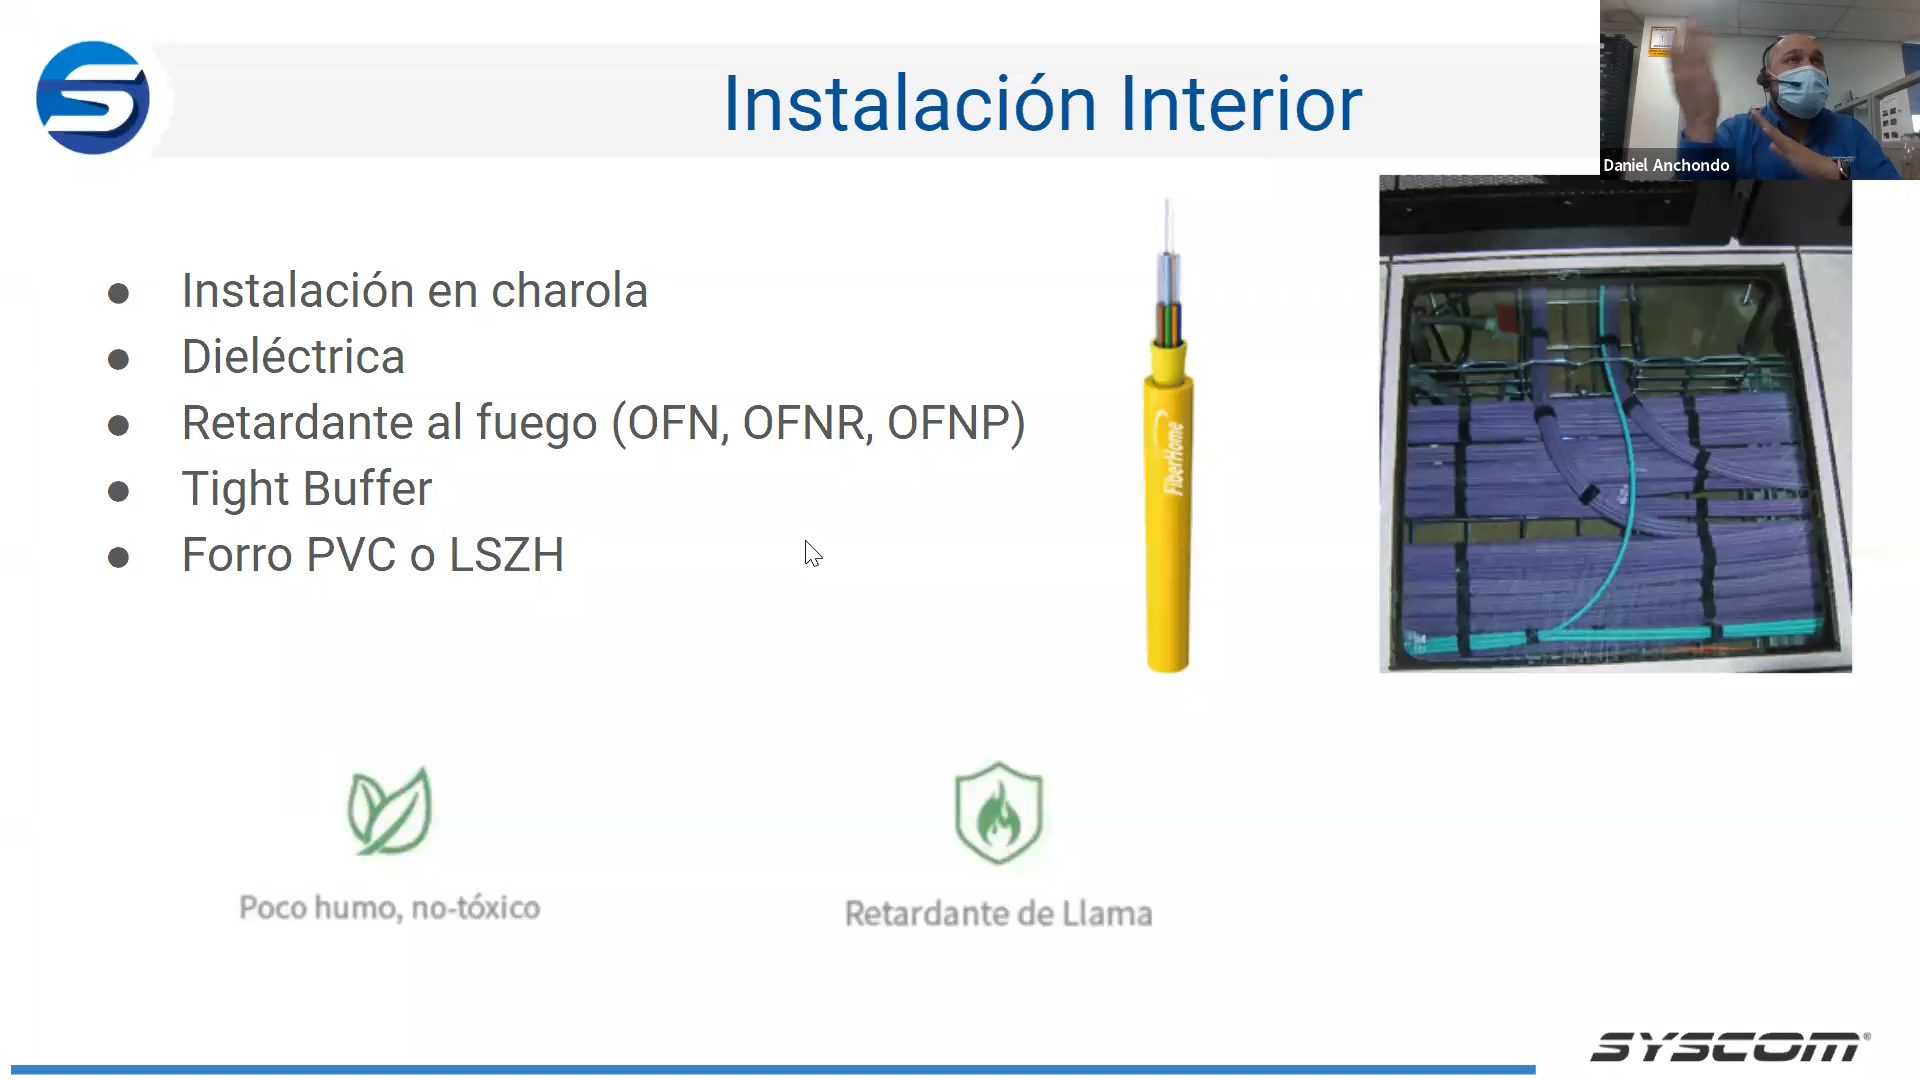 Instalación Interior
Daniel Anchondo
● Instalación en charola
● Dieléctrica
● Retardante al fuego (OFN, OFNR, OFNP)
● Tight Buffer
● Forro PVC o LSZH
FiberHome
Poco humo, no-tóxico
Retardante de Llama
SYSCOM®